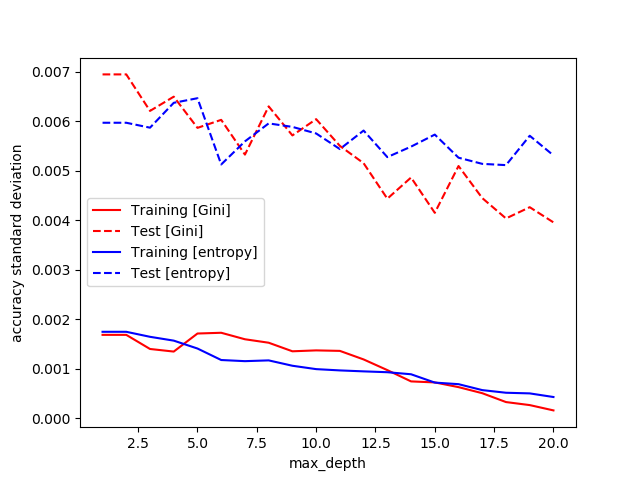 0.007
0.006
0.005
0.004
0.003
0.002
0.001
0.000
accuracy standard deviation
Training [Gini]
Test [Gini]
Training [entropy]
Test [entropy]
2.5 5.0 7.5 10.0 12.5 15.0 17.5 20.0
max_depth